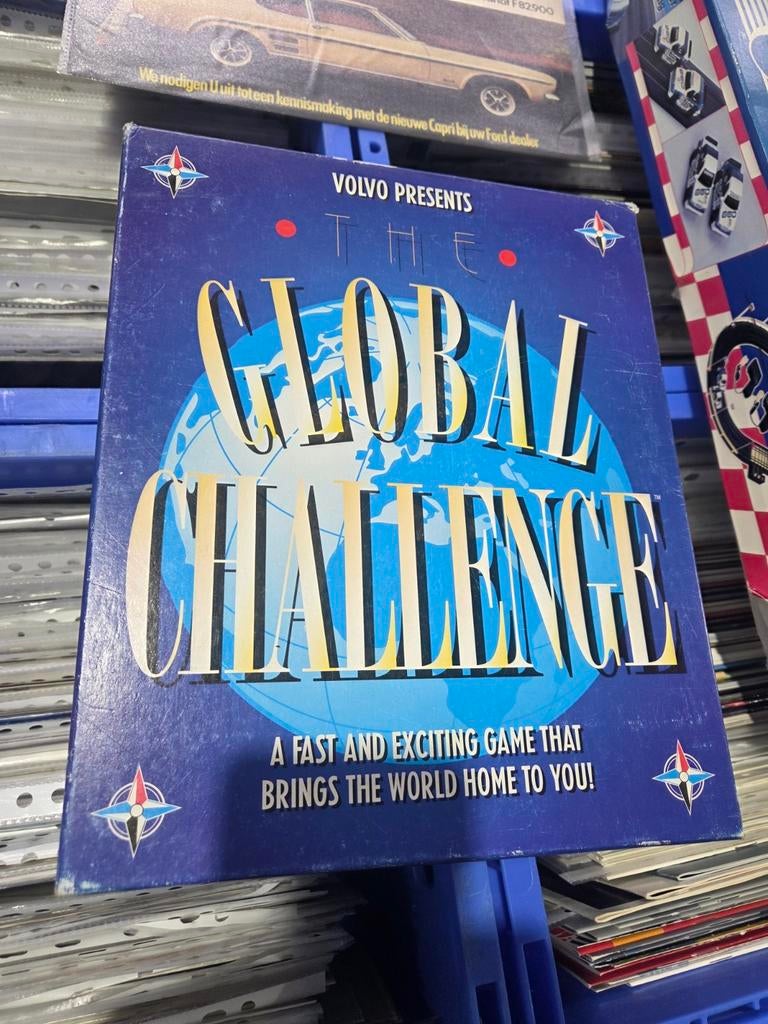 We nodigen U uit tot een kennismaking met de nieuwe Capri bij uw Ford dealer
VOLVO PRESENTS
THE
GLOBAL
CHALLENGE™
A FAST AND EXCITING GAME THAT
BRINGS THE WORLD HOME TO YOU!